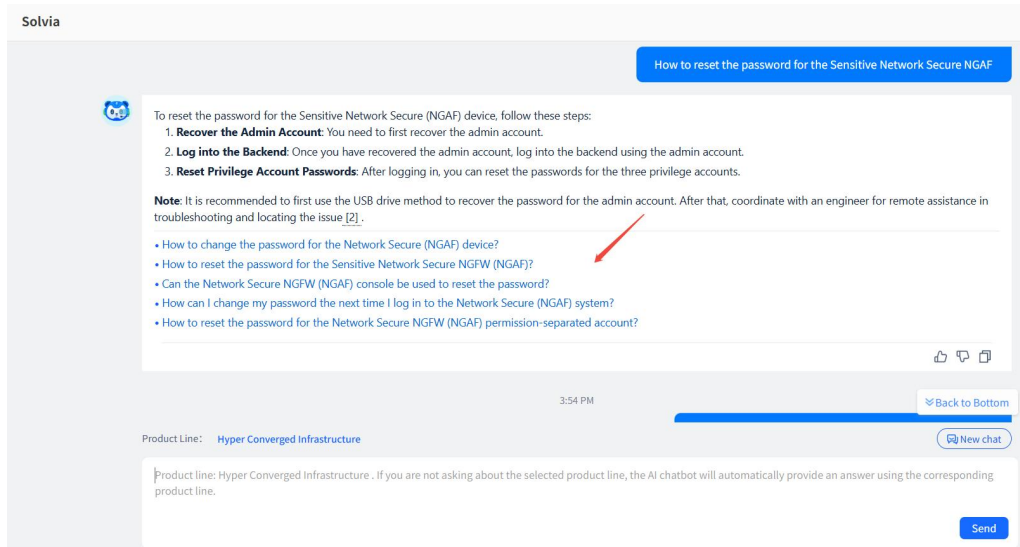 Solvia
How to reset the password for the Sensitive Network Secure NGAF
To reset the password for the Sensitive Network Secure (NGAF) device, follow these steps:
1. Recover the Admin Account: You need to first recover the admin account.
2. Log into the Backend: Once you have recovered the admin account, log into the backend using the admin account.
3. Reset Privilege Account Passwords: After logging in, you can reset the passwords for the three privilege accounts.
Note: It is recommended to first use the USB drive method to recover the password for the admin account. After that, coordinate with an engineer for remote assistance in
troubleshooting and locating the issue [2] .
• How to change the password for the Network Secure (NGAF) device?
• How to reset the password for the Sensitive Network Secure NGFW (NGAF)?
• Can the Network Secure NGFW (NGAF) console be used to reset the password?
• How can I change my password the next time I log in to the Network Secure (NGAF) system?
• How to reset the password for the Network Secure NGFW (NGAF) permission-separated account?
3:54 PM
Back to Bottom
Product Line: Hyper Converged Infrastructure
New chat
Product line: Hyper Converged Infrastructure . If you are not asking about the selected product line, the AI chatbot will automatically provide an answer using the corresponding
product line.
Send